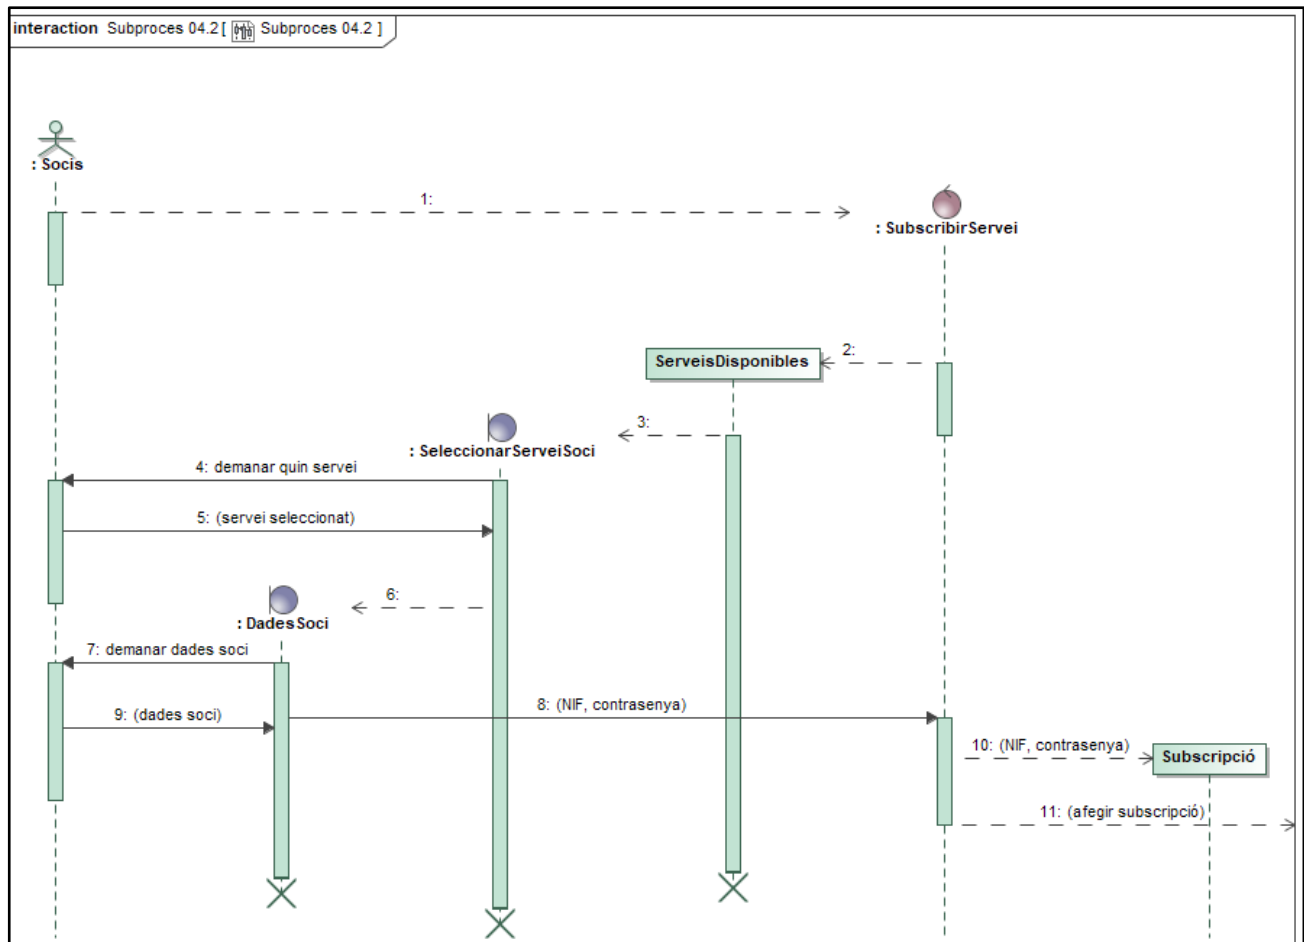 interaction Subproces 04.2[ Subproces 04.2 ]
: Socis
1:
: SubscribirServei
2:
ServeisDisponibles
3:
: SeleccionarServeiSoci
4: demanar quin servei
5: (servei seleccionat)
6:
: DadesSoci
7: demanar dades soci
8: (NIF, contrasenya)
9: (dades soci)
10: (NIF, contrasenya)
Subscripció
11: (afegir subscripció)